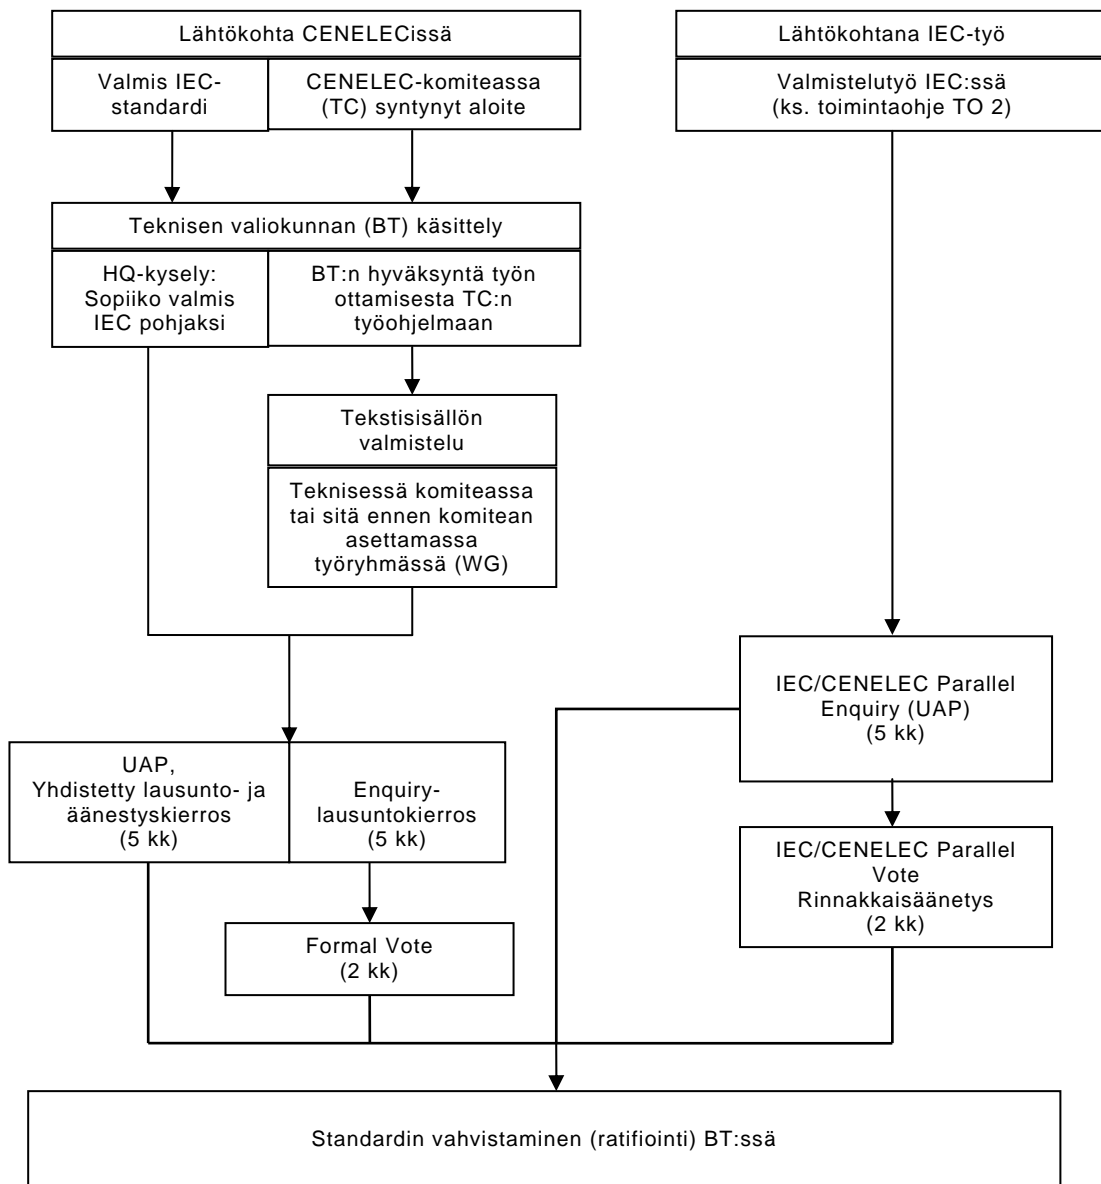 Lähtökohta CENELECissä
Valmis IEC-
standardi
CENELEC-komiteassa
(TC) syntynyt aloite
Lähtökohtana IEC-työ
Valmistelutyö IEC:ssä
(ks. toimintaohje TO 2)
Teknisen valiokunnan (BT) käsittely
HQ-kysely:
Sopiiko valmis
IEC pohjaksi
BT:n hyväksyntä työn
ottamisesta TC:n
työohjelmaan
Tekstisisällön
valmistelu
Teknisessä komiteassa
tai sitä ennen komitean
asettamassa
työryhmässä (WG)
IEC/CENELEC Parallel
Enquiry (UAP)
(5 kk)
UAP,
Yhdistetty lausunto- ja
äänestyskierros
(5 kk)
Enquiry-
lausuntokierros
(5 kk)
IEC/CENELEC Parallel
Vote
Rinnakkaisäänetys
(2 kk)
Formal Vote
(2 kk)
Standardin vahvistaminen (ratifiointi) BT:ssä